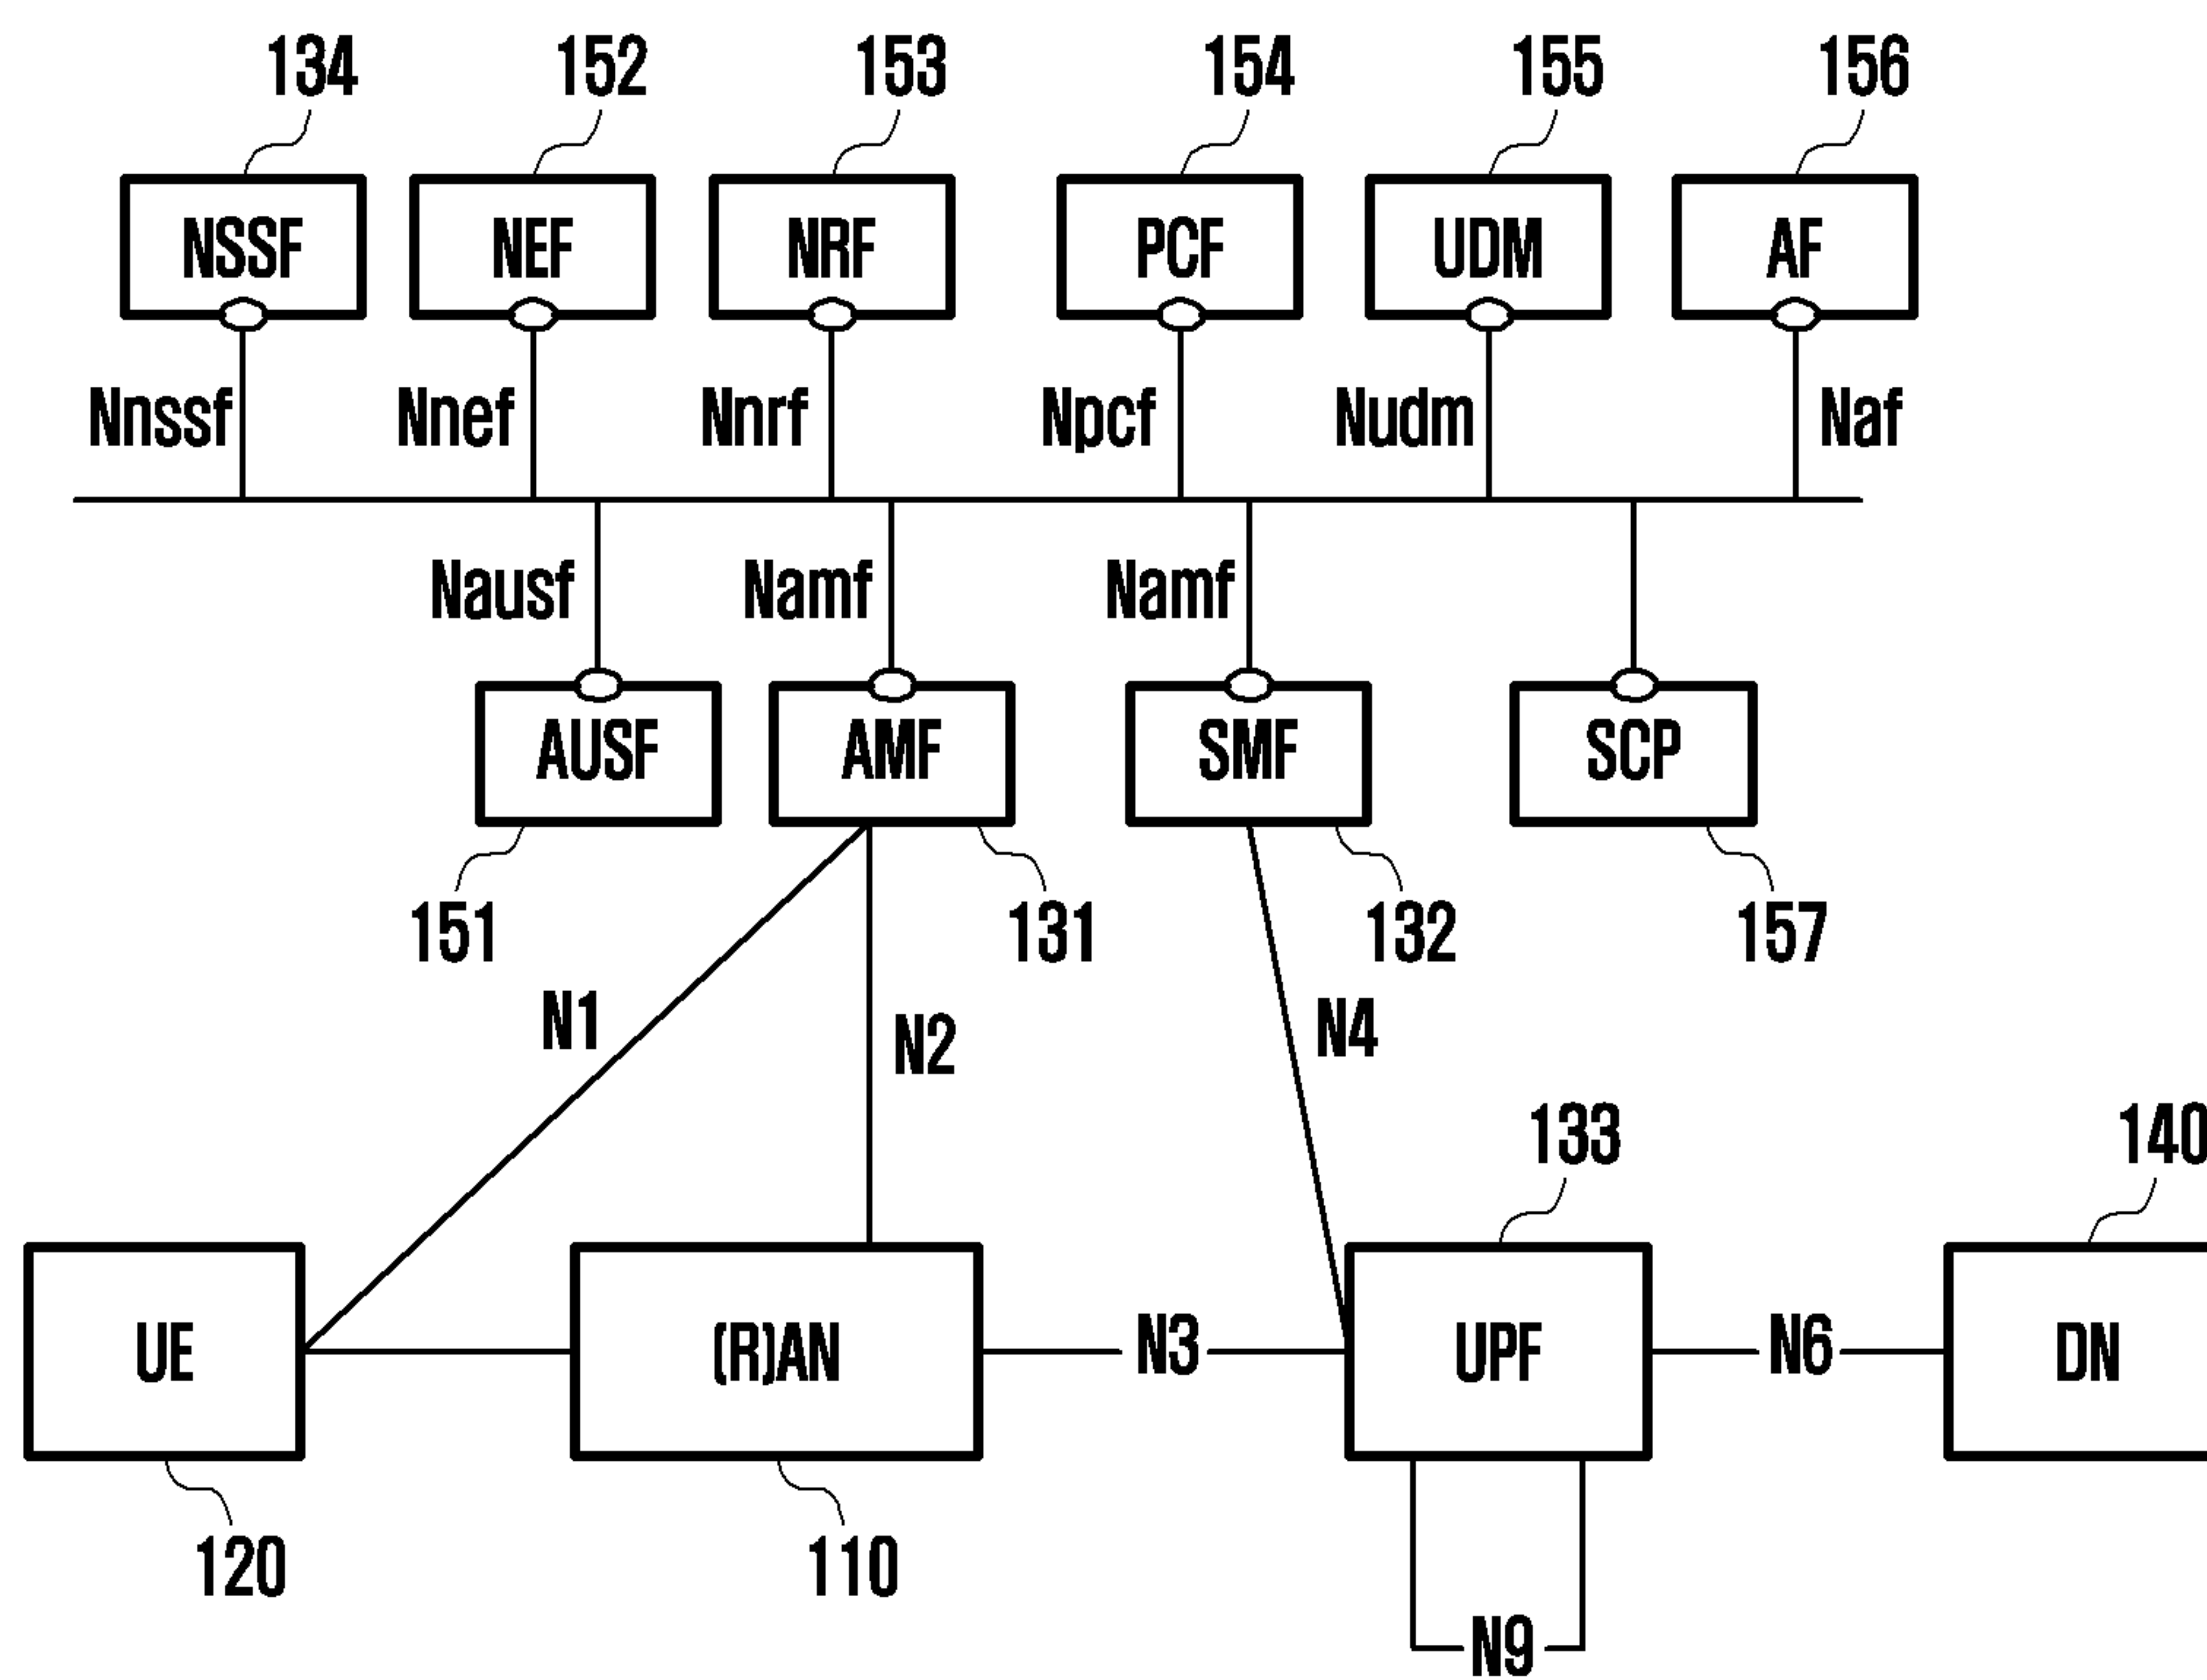 134 152 153 154 155 156
NSSF NEF NRF PCF UDM AF
Nnssf Nnef Nnrf Npcf Nudm Naf
Nausf Namf Namf
AUSF AMF SMF SCP
151 131 132 157
N1 N2 N4
133 140
UE (R)AN N3 UPF N6 DN
120 110
N9